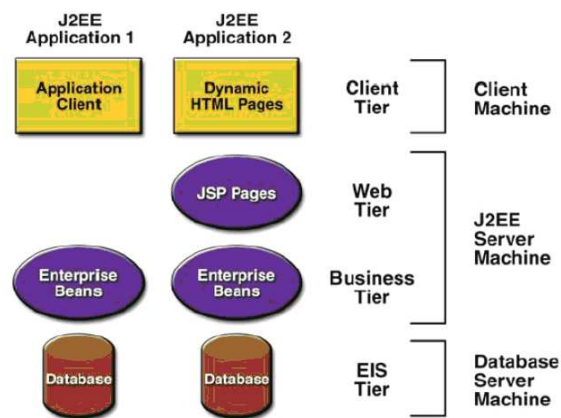 J2EE
Application 1
J2EE
Application 2
Application
Client
Dynamic
HTML Pages
Client
Tier
Client
Machine
JSP Pages
Web
Tier
J2EE
Server
Machine
Enterprise
Beans
Enterprise
Beans
Business
Tier
Database
Database
EIS
Tier
Database
Server
Machine